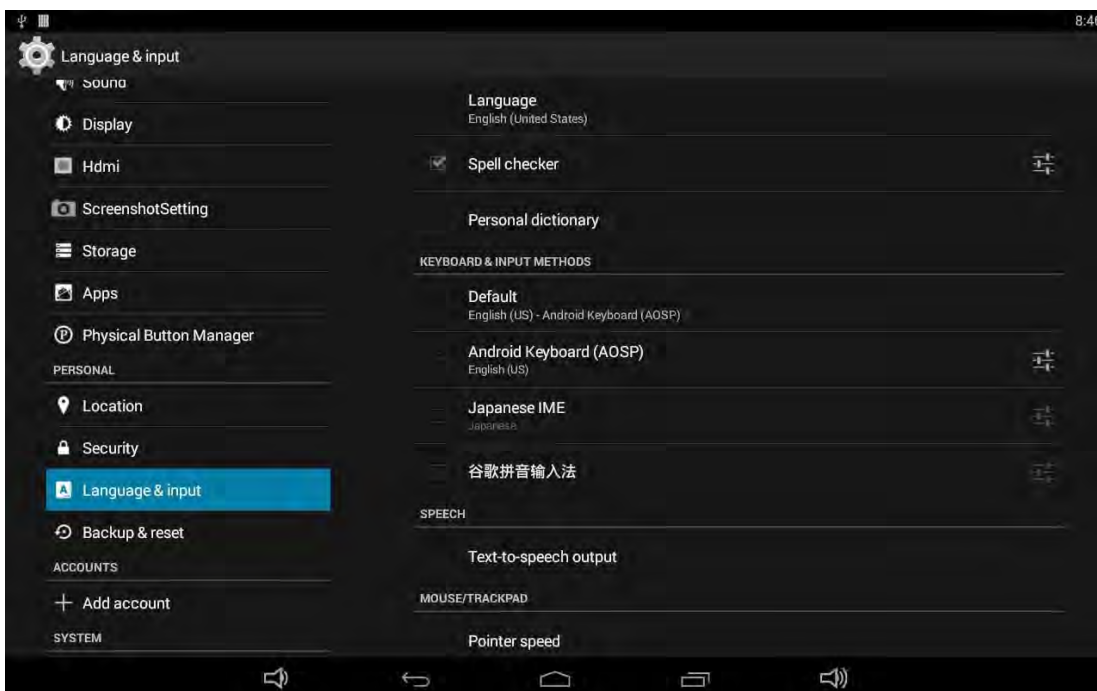 8:46
Language & input
Sound
Display
Hdmi
ScreenshotSetting
Storage
Apps
Physical Button Manager
PERSONAL
Location
Security
Language & input
Backup & reset
ACCOUNTS
Add account
SYSTEM
Language
English (United States)
Spell checker
Personal dictionary
KEYBOARD & INPUT METHODS
Default
English (US) - Android Keyboard (AOSP)
Android Keyboard (AOSP)
English (US)
Japanese IME
Japanese
谷歌拼音输入法
SPEECH
Text-to-speech output
MOUSE/TRACKPAD
Pointer speed